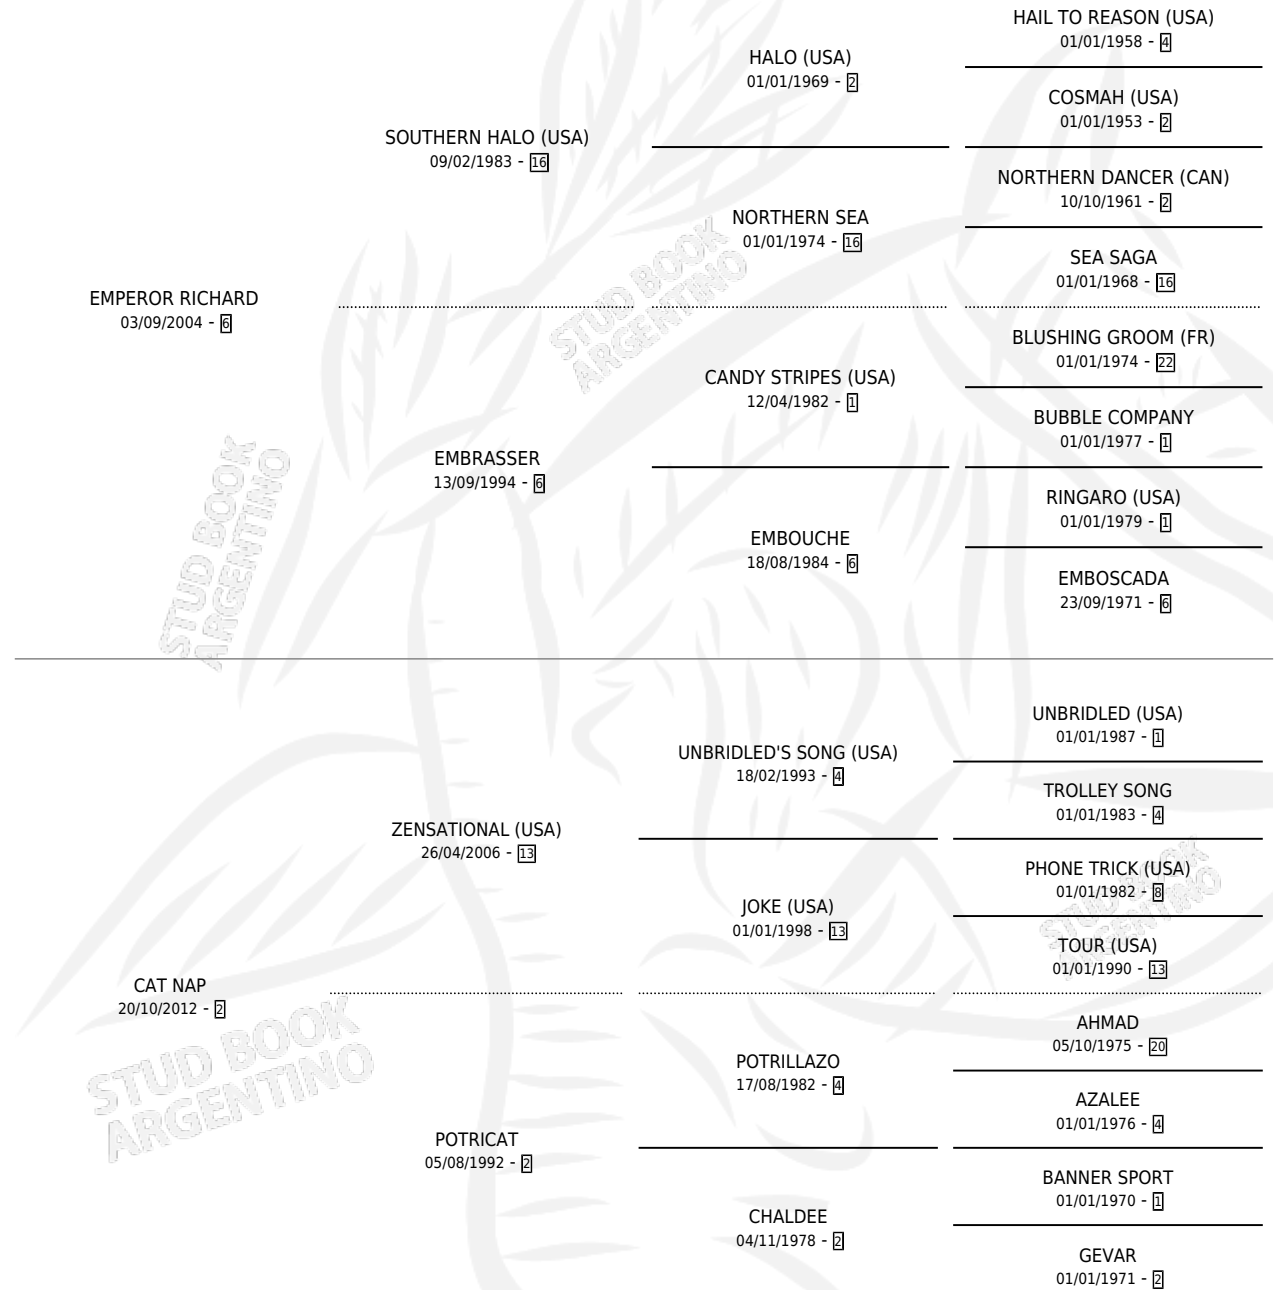 HAIL TO REASON (USA)
01/01/1958 - 4
HALO (USA)
01/01/1969 - 2
COSMAH (USA)
01/01/1953 - 2
SOUTHERN HALO (USA)
09/02/1983 - 16
NORTHERN DANCER (CAN)
10/10/1961 - 2
NORTHERN SEA
01/01/1974 - 16
SEA SAGA
01/01/1968 - 16
STUD BOOK
ARGENTINO
EMPEROR RICHARD
03/09/2004 - 6
BLUSHING GROOM (FR)
01/01/1974 - 22
CANDY STRIPES (USA)
12/04/1982 - 1
BUBBLE COMPANY
01/01/1977 - 1
EMBRASSER
13/09/1994 - 6
RINGARO (USA)
01/01/1979 - 1
EMBOUCHE
18/08/1984 - 6
EMBOSCADA
23/09/1971 - 6
STUD BOOK
ARGENTINO
UNBRIDLED (USA)
01/01/1987 - 1
UNBRIDLED'S SONG (USA)
18/02/1993 - 4
TROLLEY SONG
01/01/1983 - 4
ZENSATIONAL (USA)
26/04/2006 - 13
PHONE TRICK (USA)
01/01/1982 - 8
JOKE (USA)
01/01/1998 - 13
TOUR (USA)
01/01/1990 - 13
STUD BOOK
ARGENTINO
CAT NAP
20/10/2012 - 2
AHMAD
05/10/1975 - 20
POTRILLAZO
17/08/1982 - 4
AZALEE
01/01/1976 - 4
STUD BOOK
ARGENTINO
POTRICAT
05/08/1992 - 2
BANNER SPORT
01/01/1970 - 1
CHALDEE
04/11/1978 - 2
GEVAR
01/01/1971 - 2